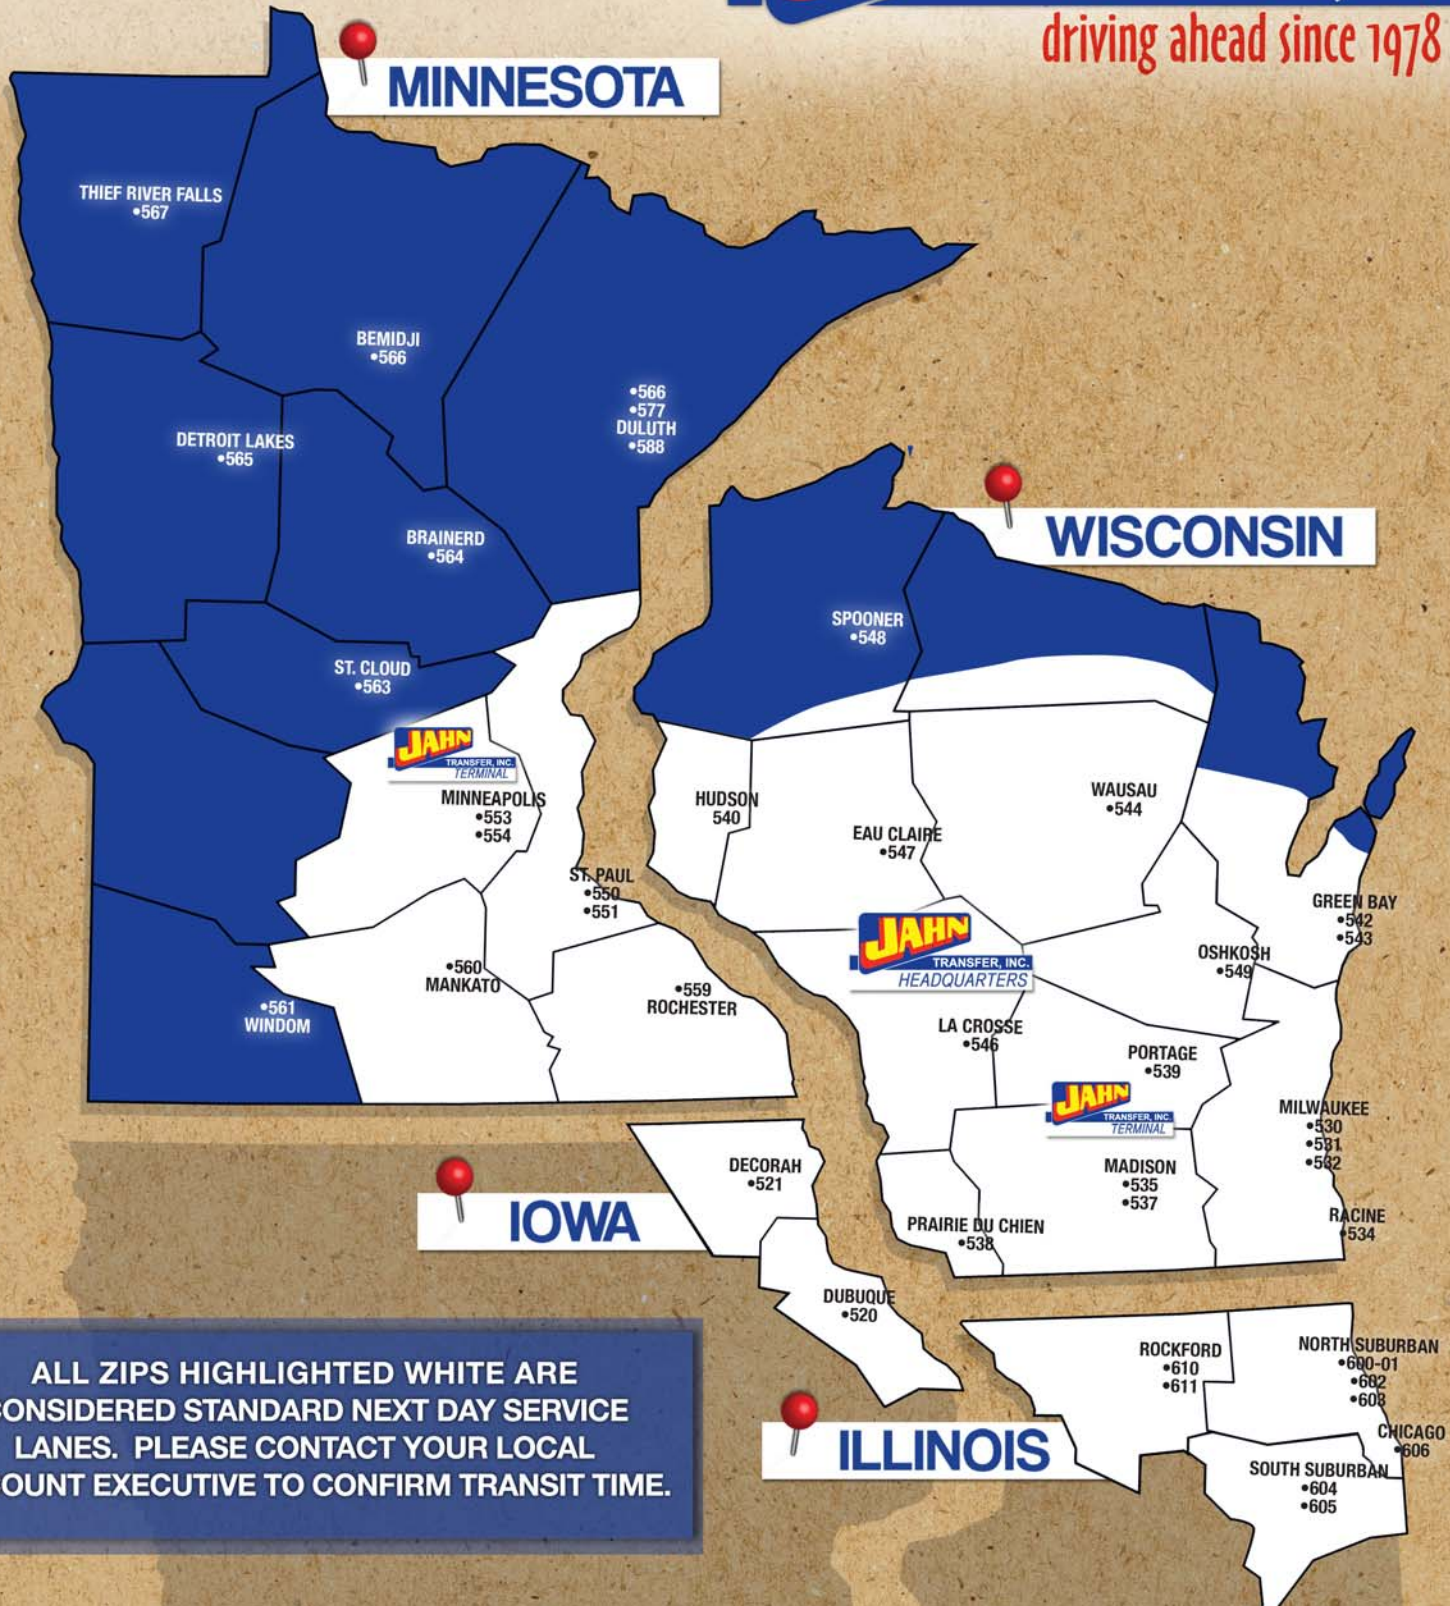 driving ahead since 1978
MINNESOTA
THIEF RIVER FALLS
•567
BEMIDJI
•566
•566
•577
DULUTH
•588
DETROIT LAKES
•565
BRAINERD
•564
ST. CLOUD
•563
JAHN
TRANSFER, INC.
TERMINAL
MINNEAPOLIS
•553
•554
ST. PAUL
•550
•551
•560
MANKATO
•559
ROCHESTER
•561
WINDOM
WISCONSIN
SPOONER
•548
HUDSON
540
EAU CLAIRE
•547
WAUSAU
•544
GREEN BAY
•542
•543
OSHKOSH
•549
JAHN
TRANSFER, INC.
HEADQUARTERS
LA CROSSE
•546
PORTAGE
•539
JAHN
TRANSFER, INC.
TERMINAL
MILWAUKEE
•530
•531
•532
MADISON
•535
•537
PRAIRIE DU CHIEN
•538
RACINE
•534
IOWA
DECORAH
•521
DUBUQUE
•520
ILLINOIS
ROCKFORD
•610
•611
NORTH SUBURBAN
•600-01
•602
•603
CHICAGO
•606
SOUTH SUBURBAN
•604
•605
ALL ZIPS HIGHLIGHTED WHITE ARE
ONSIDERED STANDARD NEXT DAY SERVICE
LANES. PLEASE CONTACT YOUR LOCAL
OUNT EXECUTIVE TO CONFIRM TRANSIT TIME.